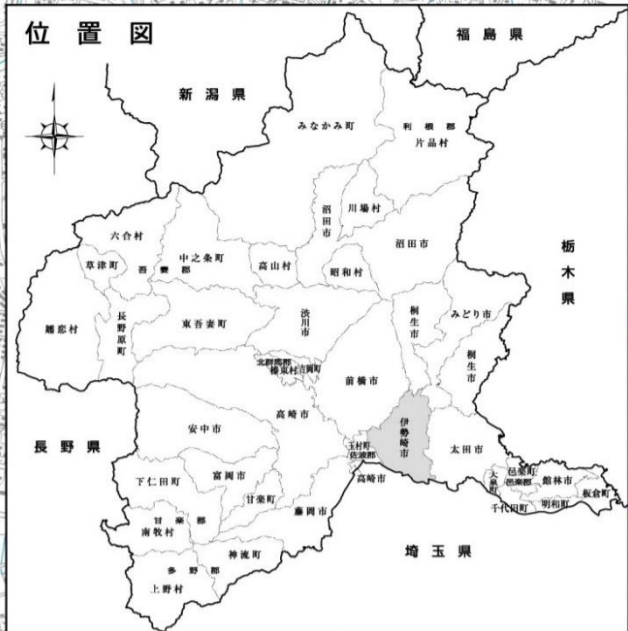 位置図
福島県
新潟県
みなかみ町
利根郡
片品村
沼田市
川場村
栃木県
六合村
中之条町
高山村
昭和村
沼田市
草津町
吾妻郡
嬬恋村
長野原町
東吾妻町
渋川市
桐生市
みどり市
桐生市
北群馬郡
榛東村
吉岡町
前橋市
高崎市
伊勢崎市
安中市
長野県
玉村町
佐波郡
太田市
富岡市
下仁田町
高崎市
大泉町
邑楽町
邑楽郡
館林市
板倉町
甘楽町
千代田町
明和町
藤岡市
甘楽郡
南牧村
神流町
埼玉県
多野郡
上野村